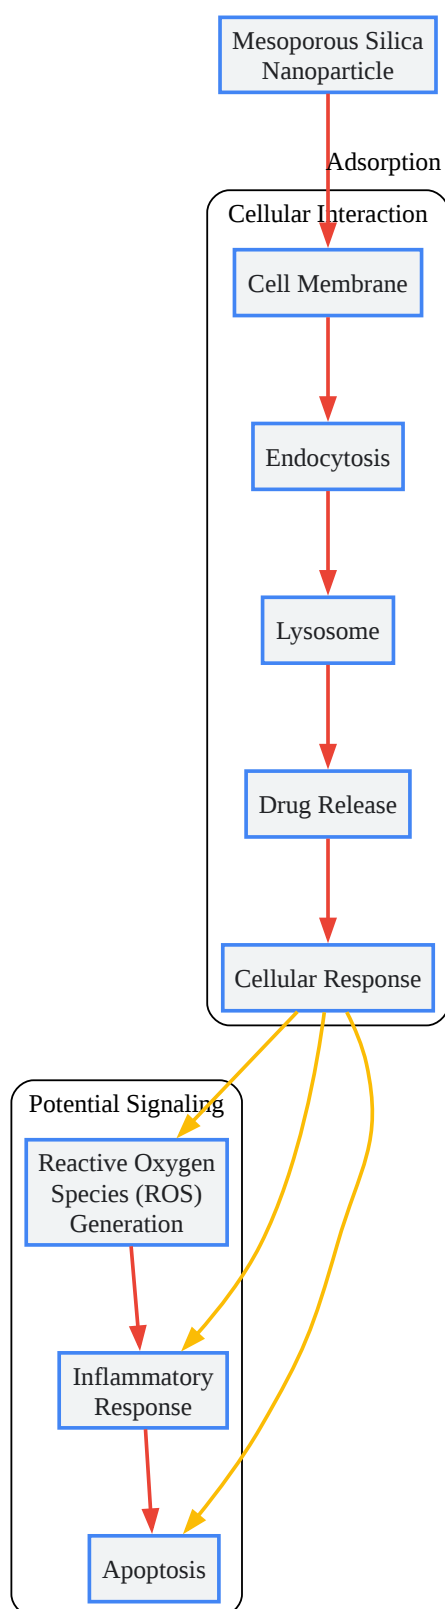 Mesoporous Silica
Nanoparticle
Adsorption
Cellular Interaction
Cell Membrane
Endocytosis
Lysosome
Drug Release
Cellular Response
Potential Signaling
Reactive Oxygen
Species (ROS)
Generation
Inflammatory
Response
Apoptosis